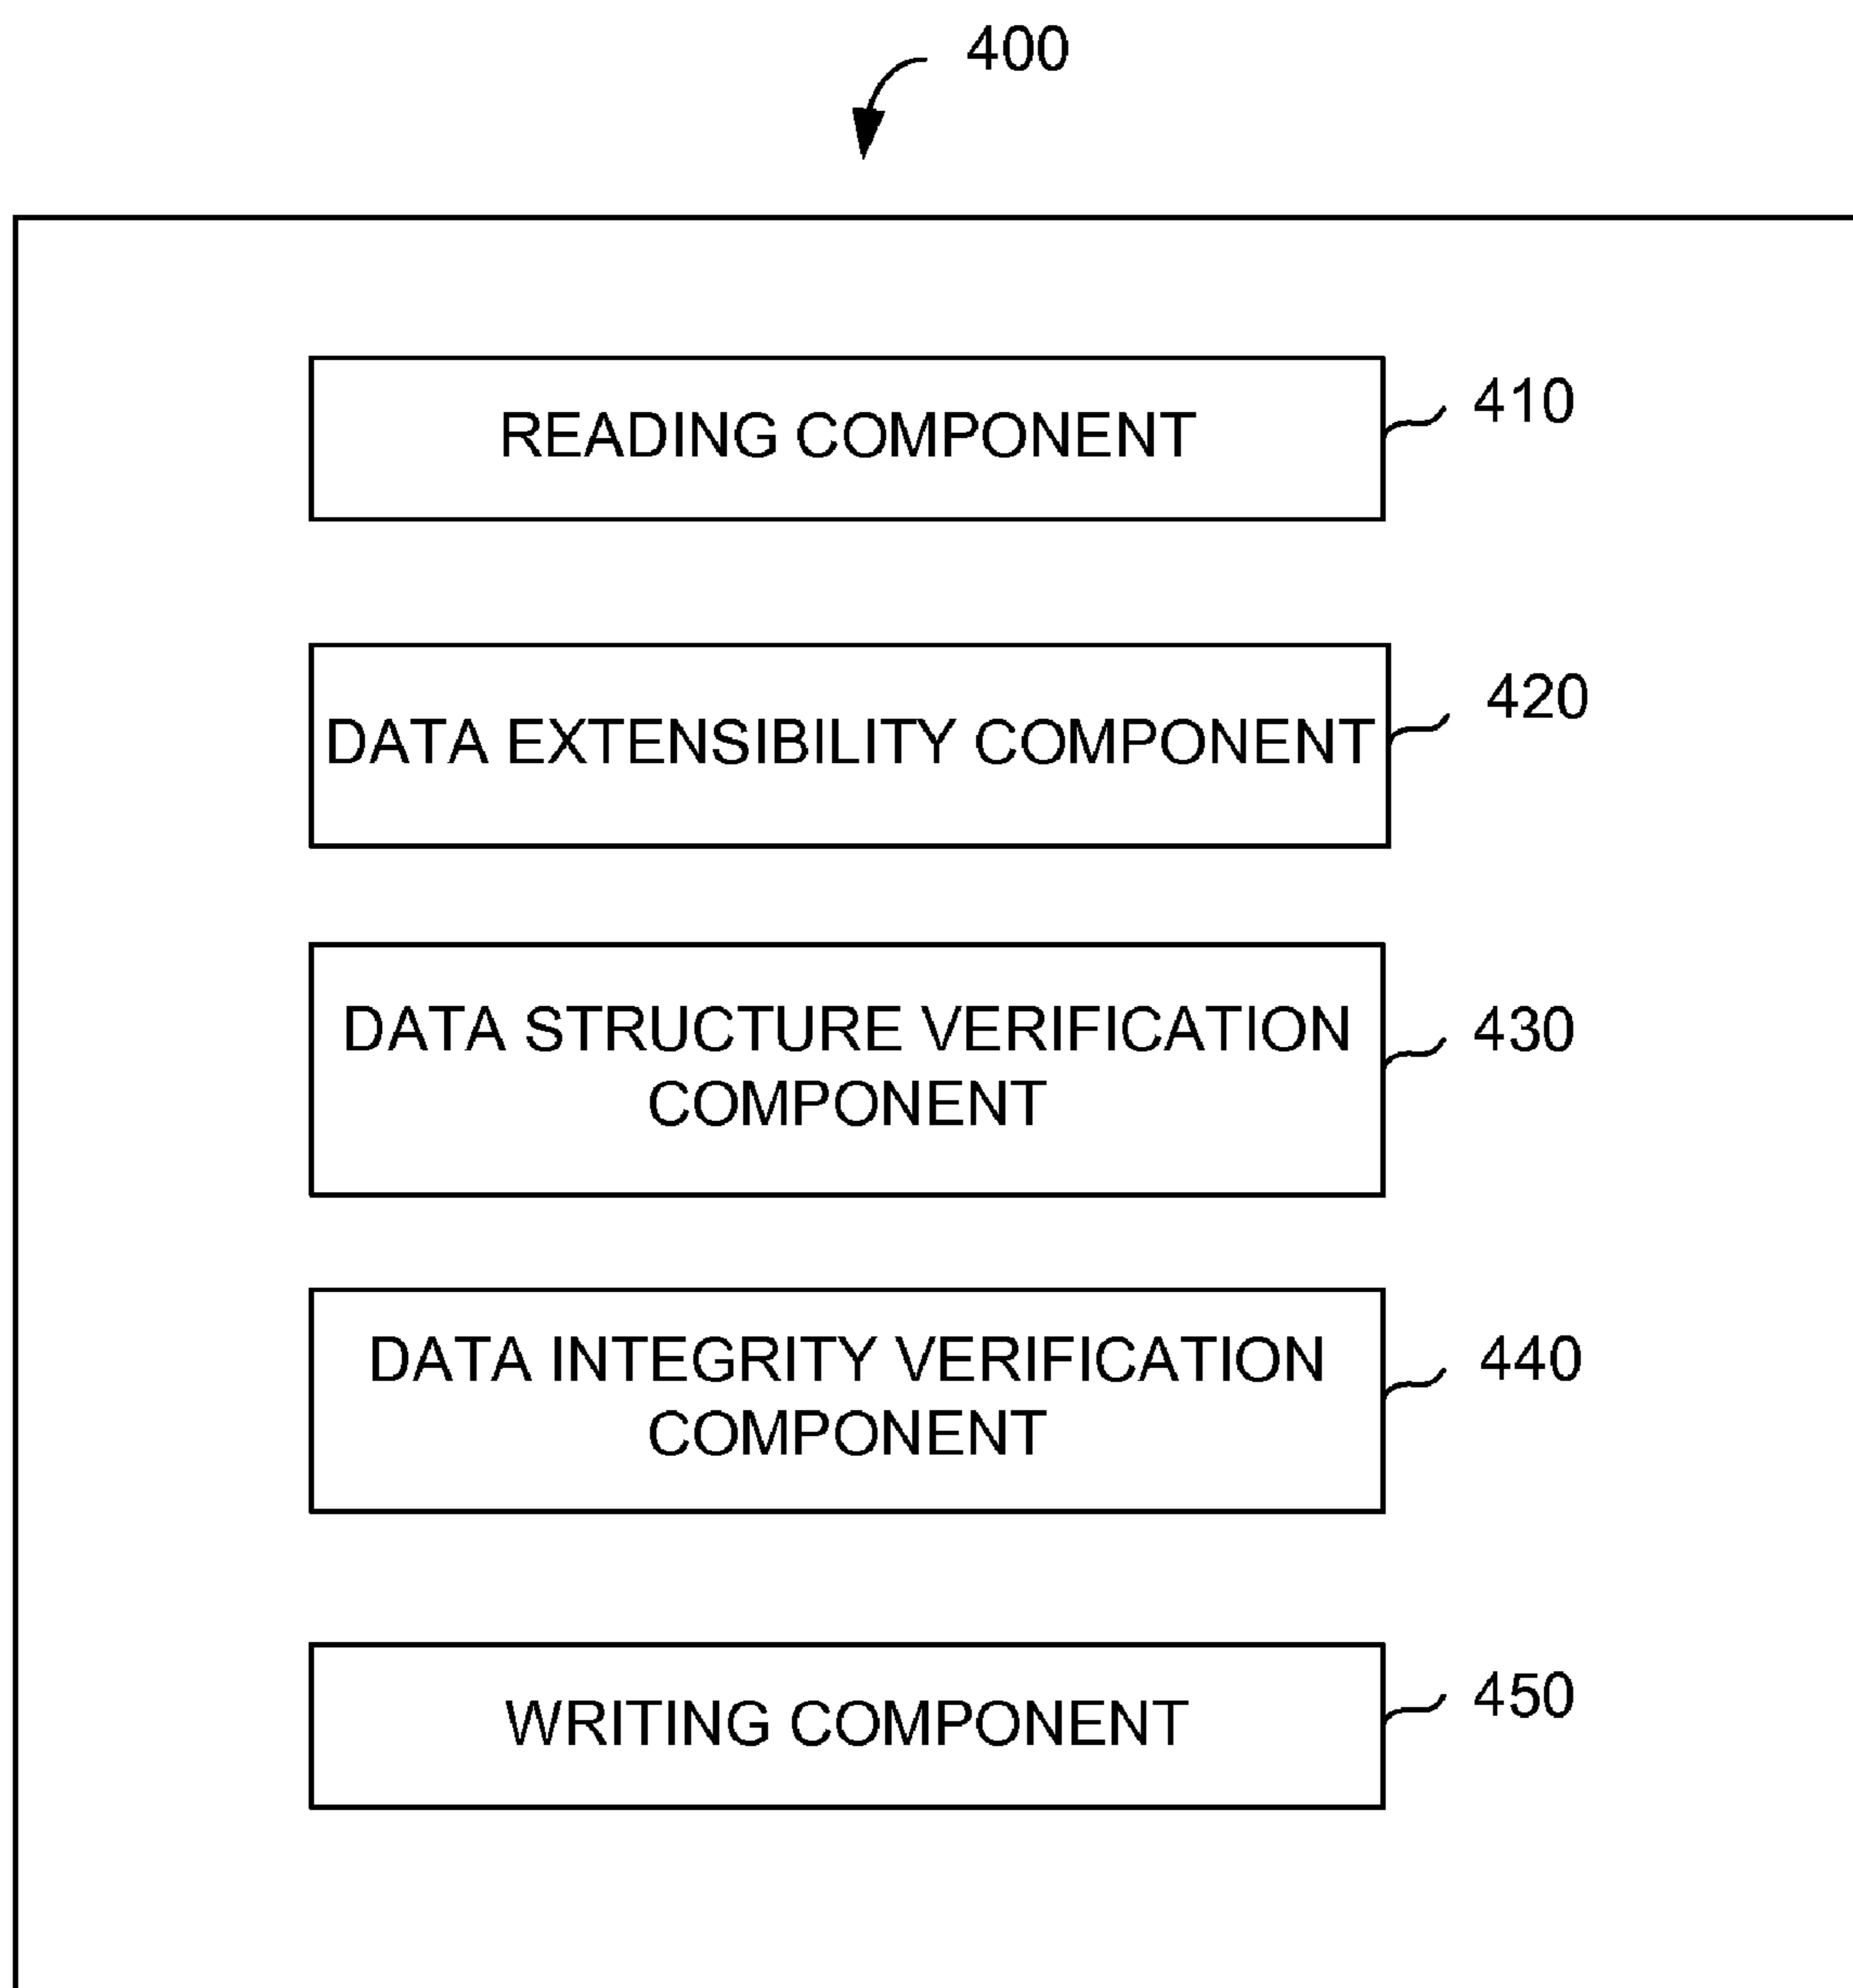 400
READING COMPONENT
410
DATA EXTENSIBILITY COMPONENT
420
DATA STRUCTURE VERIFICATION
COMPONENT
430
DATA INTEGRITY VERIFICATION
COMPONENT
440
WRITING COMPONENT
450